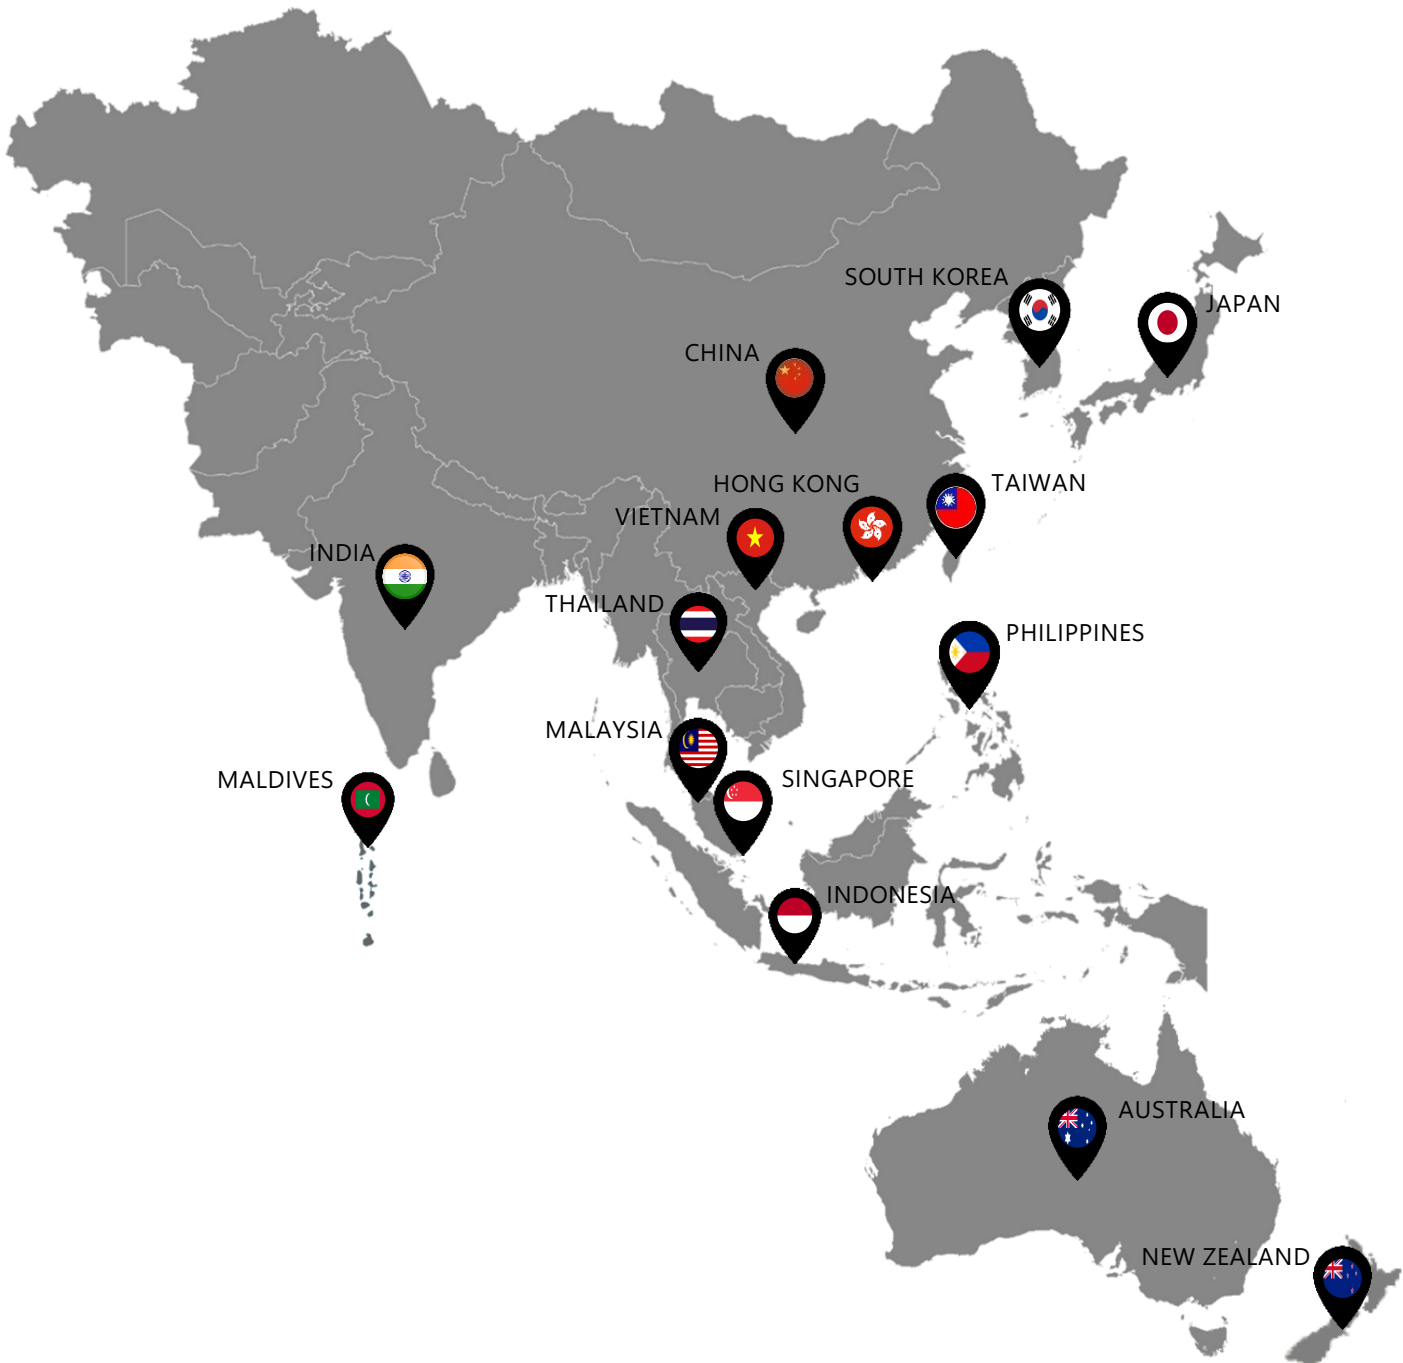 SOUTH KOREA
JAPAN
CHINA
TAIWAN
HONG KONG
VIETNAM
INDIA
THAILAND
PHILIPPINES
MALAYSIA
MALDIVES
SINGAPORE
INDONESIA
AUSTRALIA
NEW ZEALAND